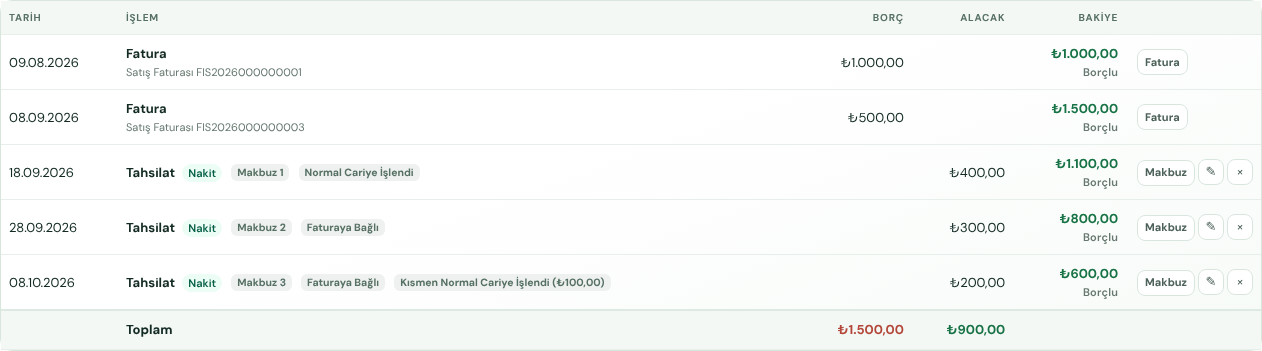 TARİH İŞLEM BORÇ ALACAK BAKİYE
09.08.2026 Fatura ₺1.000,00 ₺1.000,00 Fatura
Satış Faturası FIS2026000000001 Borçlu
08.09.2026 Fatura ₺500,00 ₺1.500,00 Fatura
Satış Faturası FIS2026000000003 Borçlu
18.09.2026 Tahsilat Nakit Makbuz 1 Normal Cariye İşlendi ₺400,00 ₺1.100,00 Makbuz ✎ ×
Borçlu
28.09.2026 Tahsilat Nakit Makbuz 2 Faturaya Bağlı ₺300,00 ₺800,00 Makbuz ✎ ×
Borçlu
08.10.2026 Tahsilat Nakit Makbuz 3 Faturaya Bağlı Kısmen Normal Cariye İşlendi (₺100,00) ₺200,00 ₺600,00 Makbuz ✎ ×
Borçlu
Toplam ₺1.500,00 ₺900,00